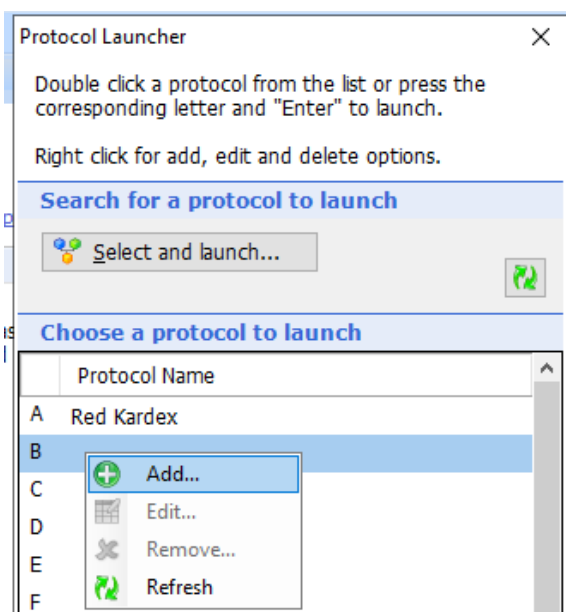 Protocol Launcher
Double click a protocol from the list or press the
corresponding letter and "Enter" to launch.
Right click for add, edit and delete options.
Search for a protocol to launch
Select and launch...
Choose a protocol to launch
Protocol Name
A Red Kardex
B
Add...
C
Edit...
D
Remove...
E
Refresh
F